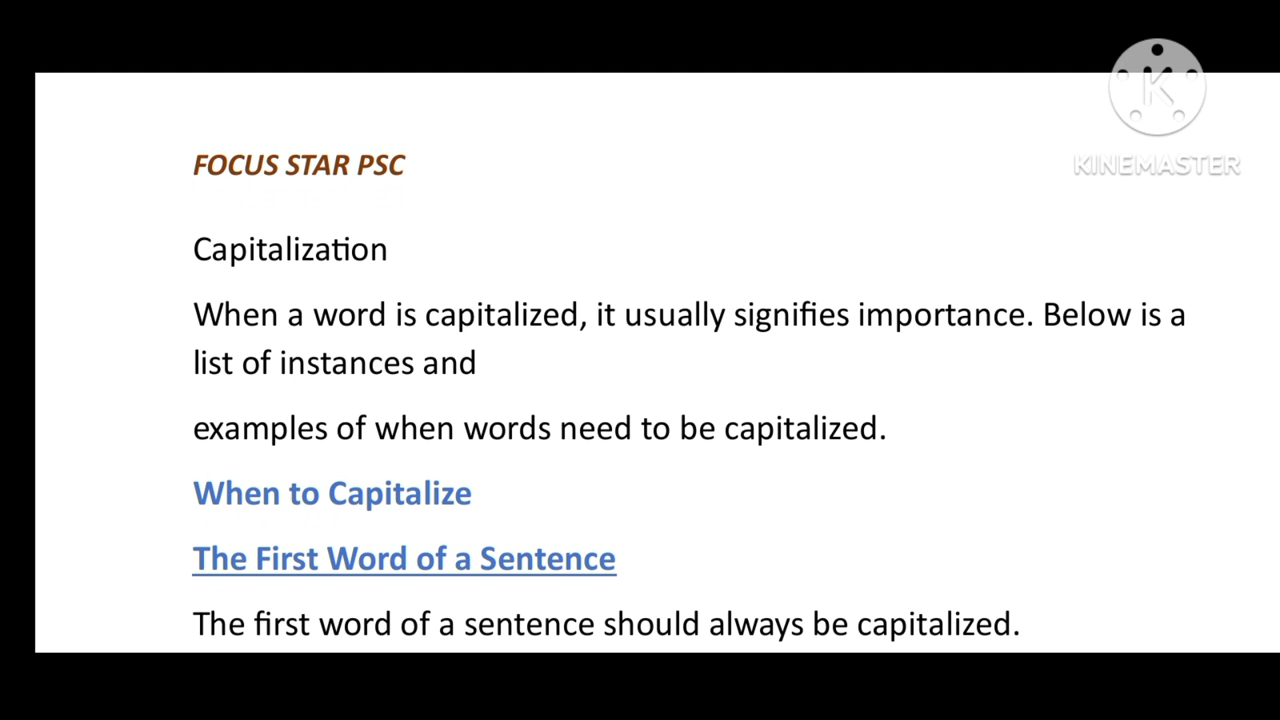 FOCUS STAR PSC
KINEMASTER
Capitalization
When a word is capitalized, it usually signifies importance. Below is a
list of instances and
examples of when words need to be capitalized.
When to Capitalize
The First Word of a Sentence
The first word of a sentence should always be capitalized.